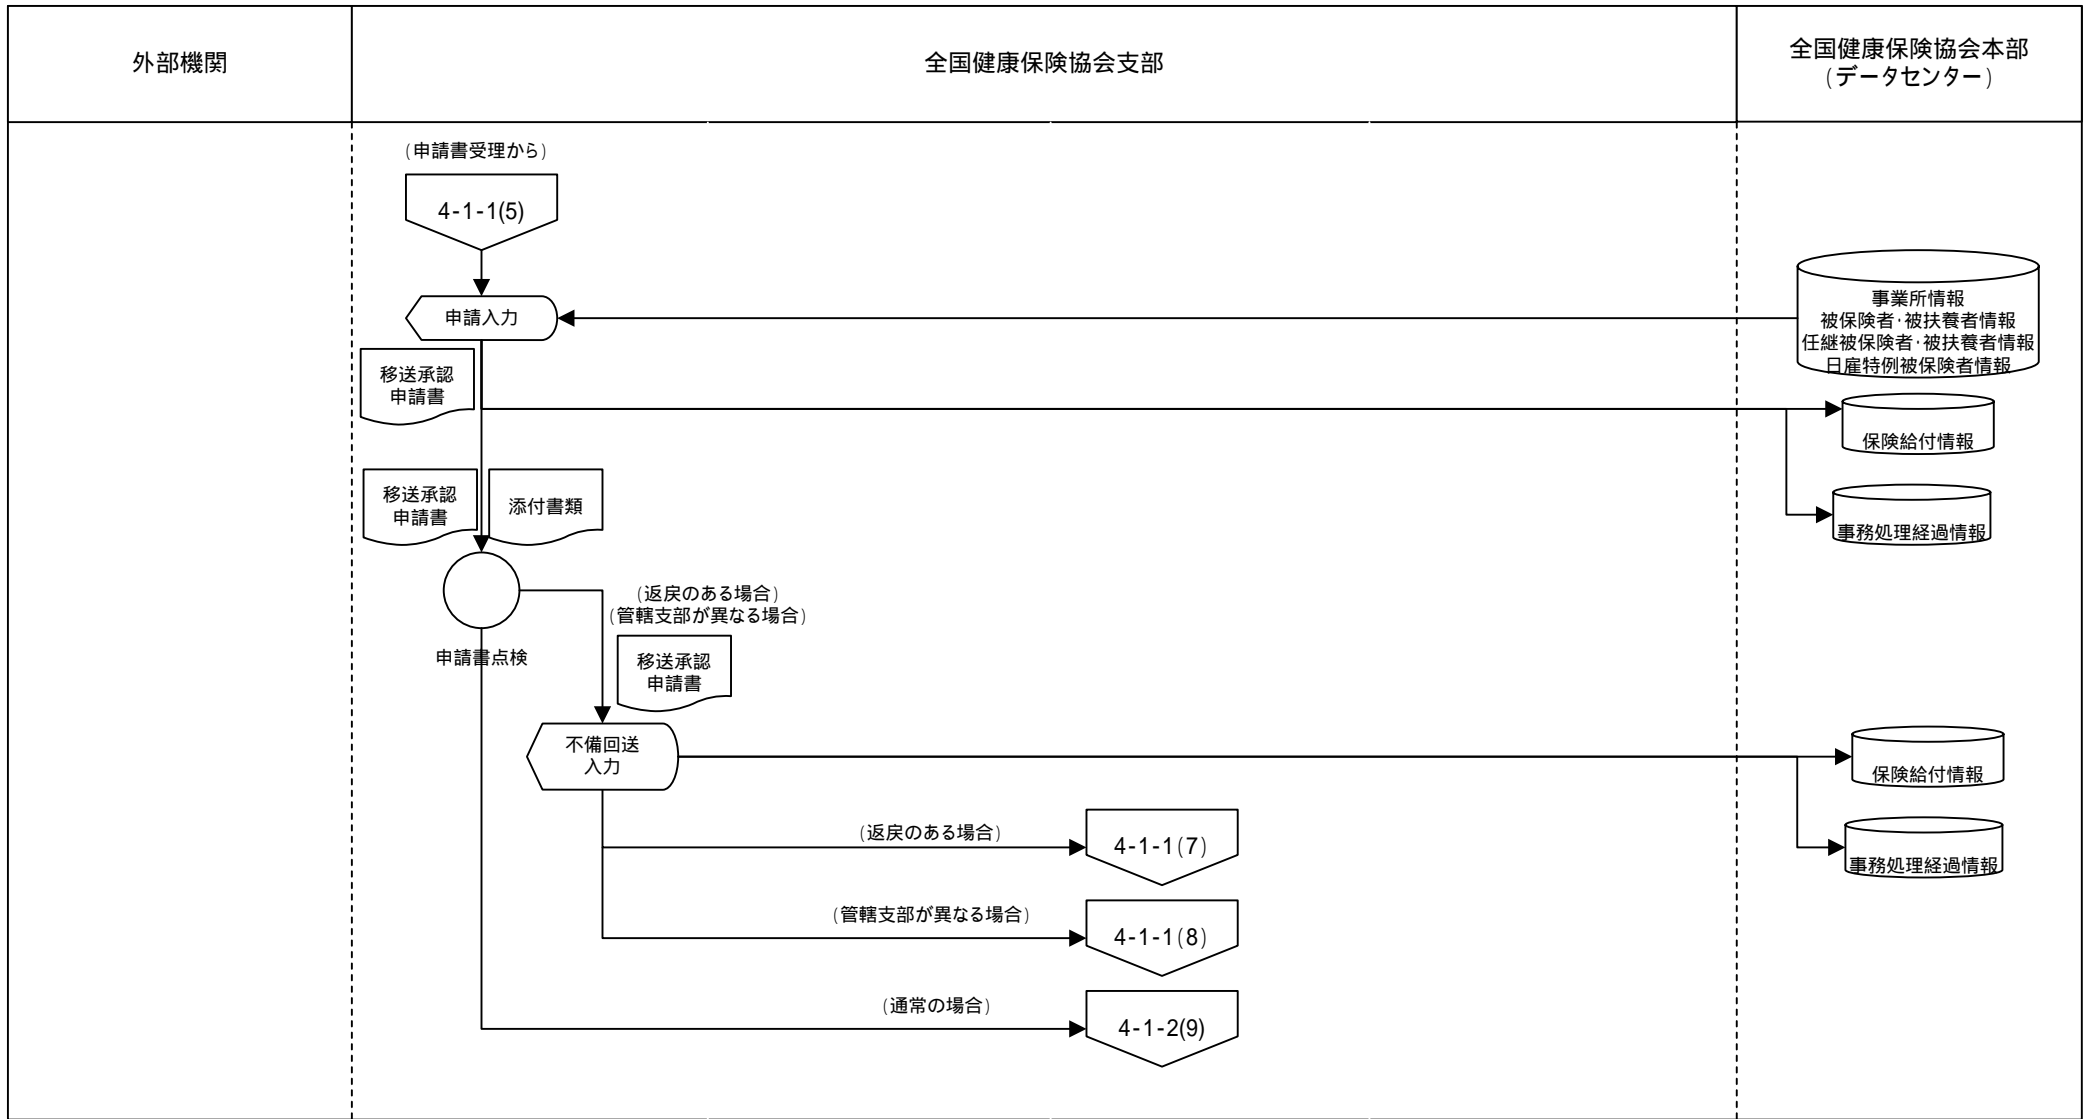 外部機関
全国健康保険協会支部
全国健康保険協会本部
(データセンター)
(申請書受理から)
4-1-1(5)
申請入力
事業所情報
被保険者・被扶養者情報
任継被保険者・被扶養者情報
日雇特例被保険者情報
移送承認
申請書
保険給付情報
移送承認
申請書
添付書類
事務処理経過情報
(返戻のある場合)
(管轄支部が異なる場合)
申請書点検
移送承認
申請書
不備回送
入力
保険給付情報
(返戻のある場合)
4-1-1(7)
事務処理経過情報
(管轄支部が異なる場合)
4-1-1(8)
(通常の場合)
4-1-2(9)